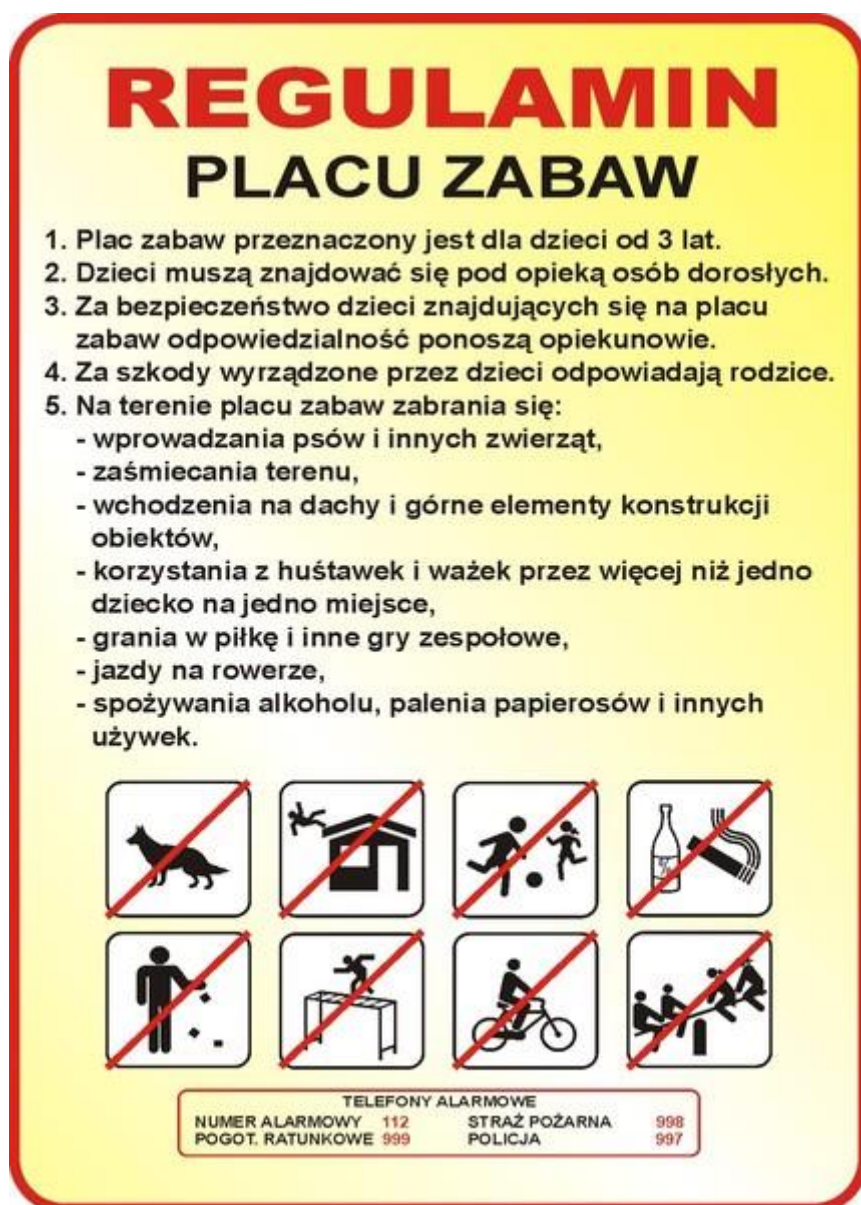 REGULAMIN
PLACU ZABAW
1. Plac zabaw przeznaczony jest dla dzieci od 3 lat.
2. Dzieci muszą znajdować się pod opieką osób dorosłych.
3. Za bezpieczeństwo dzieci znajdujących się na placu
zabaw odpowiedzialność ponoszą opiekunowie.
4. Za szkody wyrządzone przez dzieci odpowiadają rodzice.
5. Na terenie placu zabaw zabrania się:
- wprowadzania psów i innych zwierząt,
- zaśmiecania terenu,
- wchodzenia na dachy i górne elementy konstrukcji
obiektów,
- korzystania z huśtawek i ważek przez więcej niż jedno
dziecko na jedno miejsce,
- grania w piłkę i inne gry zespołowe,
- jazdy na rowerze,
- spożywania alkoholu, palenia papierosów i innych
używek.
%
TELEFONY ALARMOWE
NUMER ALARMOWY 112 STRAŻ POŻARNA 998
POGOT. RATUNKOWE 999 POLICJA 997